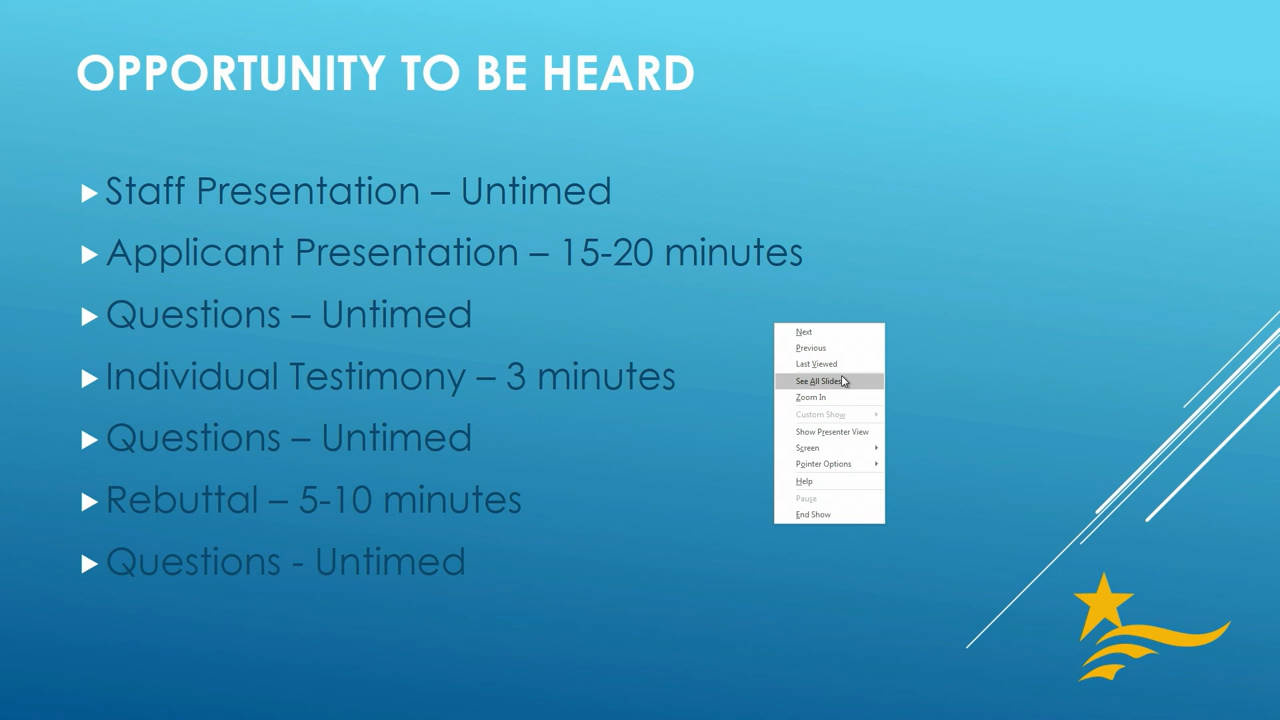 OPPORTUNITY TO BE HEARD
Staff Presentation – Untimed
Applicant Presentation – 15-20 minutes
Questions – Untimed
Individual Testimony – 3 minutes
Questions – Untimed
Rebuttal – 5-10 minutes
Questions - Untimed
Next
Previous
Last Viewed
See All Slides
Zoom In
Custom Show
Show Presenter View
Screen
Pointer Options
Help
Pause
End Show